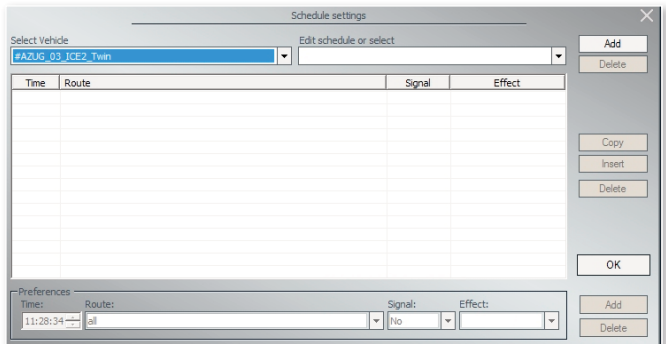 Schedule settings
Select Vehicle
Edit schedule or select
#AZUG_03_ICE2_Twin
Add
Delete
Time Route Signal Effect
Copy
Insert
Delete
OK
Preferences
Time: Route: Signal: Effect:
11:28:34 all No
Add
Delete